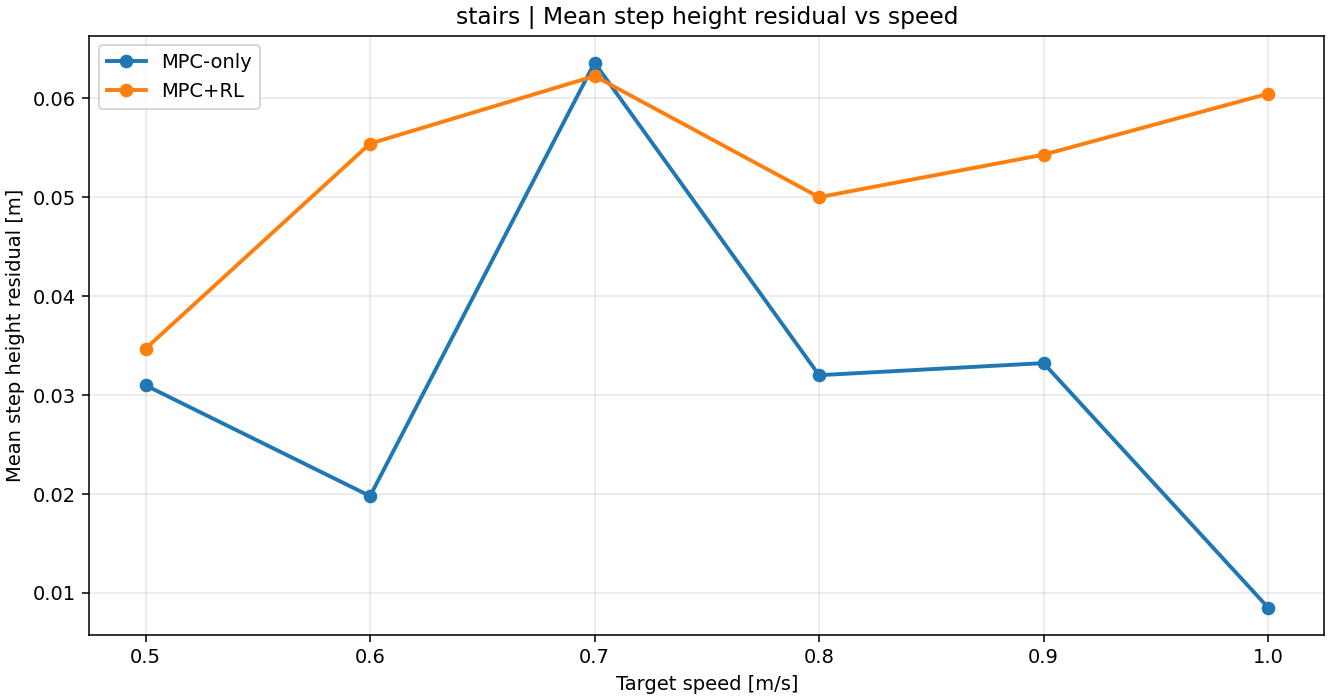 stairs | Mean step height residual vs speed
MPC-only
MPC+RL
Mean step height residual [m]
0.06
0.05
0.04
0.03
0.02
0.01
0.5 0.6 0.7 0.8 0.9 1.0
Target speed [m/s]